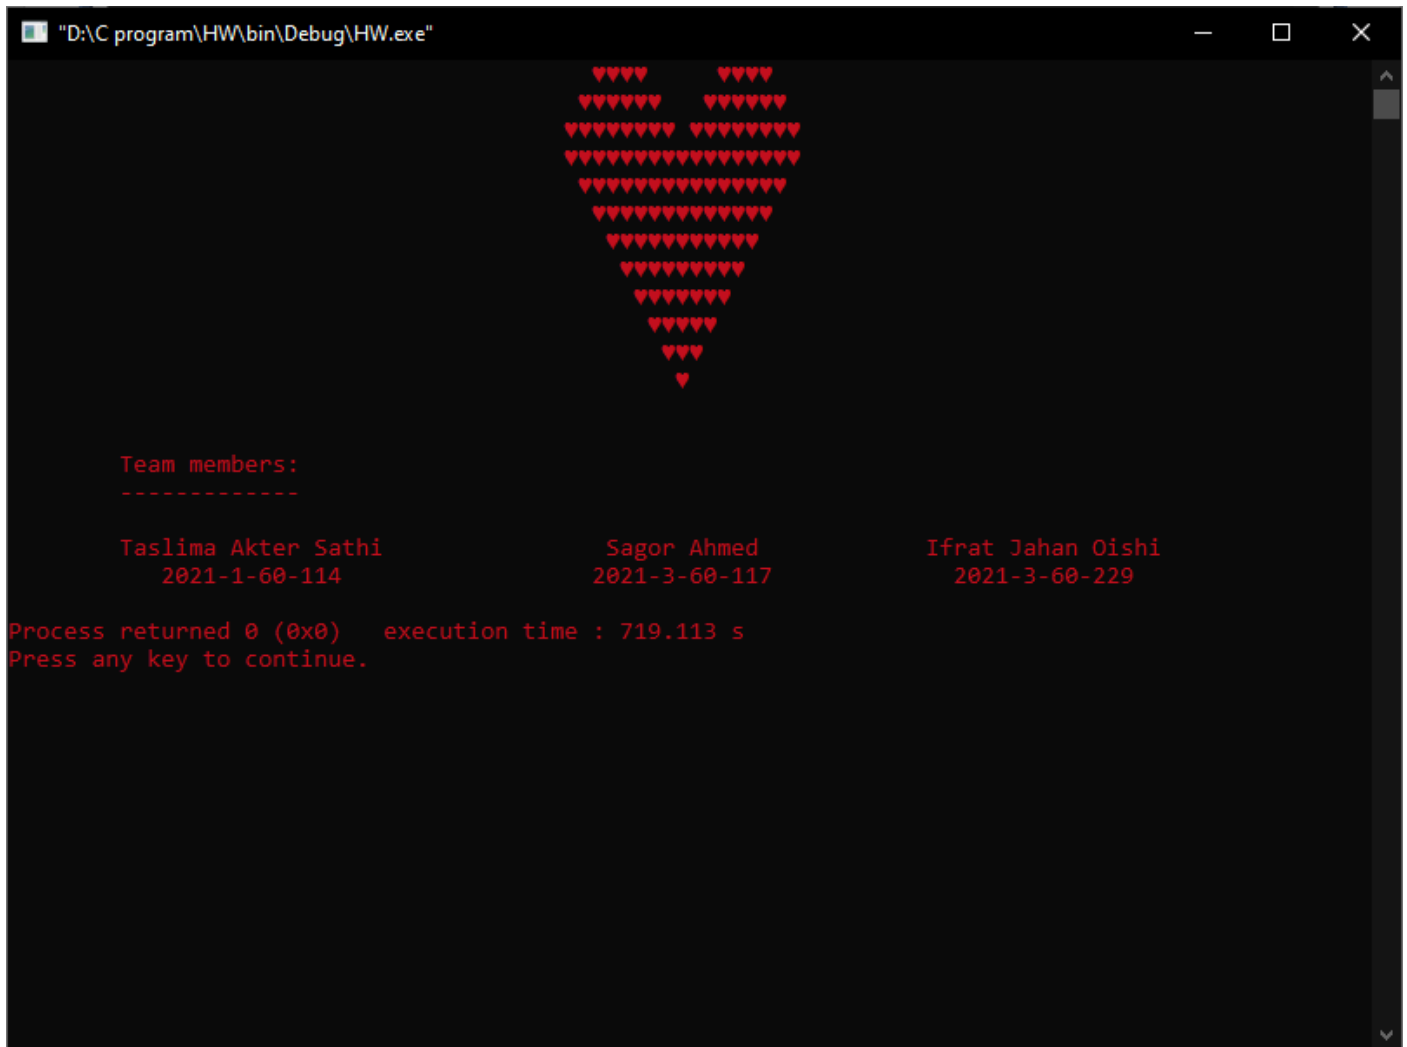 "D:\C program\HW\bin\Debug\HW.exe"
♥♥♥♥     ♥♥♥♥
♥♥♥♥♥♥   ♥♥♥♥♥♥
♥♥♥♥♥♥♥♥ ♥♥♥♥♥♥♥♥
♥♥♥♥♥♥♥♥♥♥♥♥♥♥♥♥♥
♥♥♥♥♥♥♥♥♥♥♥♥♥♥♥
♥♥♥♥♥♥♥♥♥♥♥♥♥
♥♥♥♥♥♥♥♥♥♥♥
♥♥♥♥♥♥♥♥♥
♥♥♥♥♥♥♥
♥♥♥♥♥
♥♥♥
♥
Team members:
-------------
Taslima Akter Sathi Sagor Ahmed Ifrat Jahan Oishi
2021-1-60-114 2021-3-60-117 2021-3-60-229
Process returned 0 (0x0)   execution time : 719.113 s
Press any key to continue.